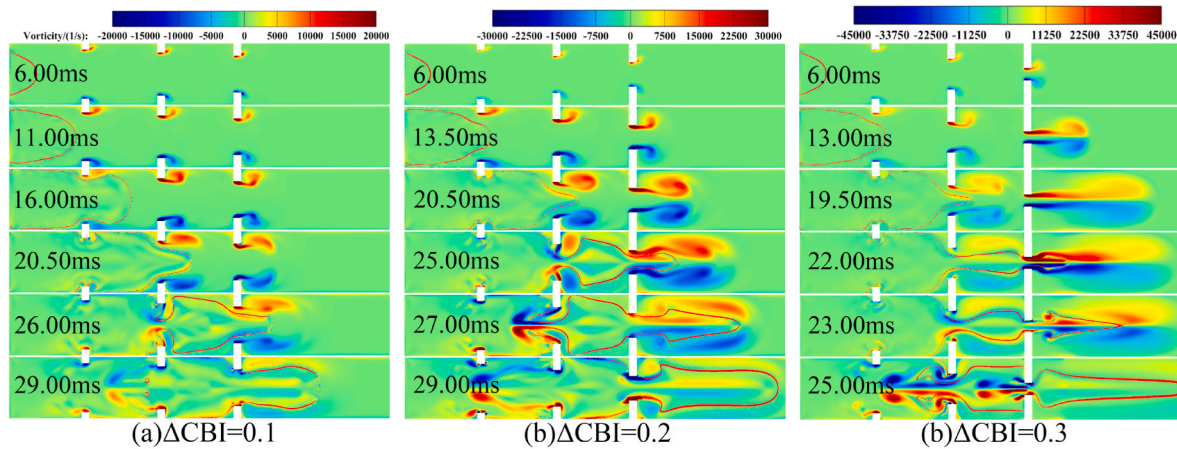 Vorticity/(1/s): -20000 -15000 -10000 -5000 0 5000 10000 15000 20000
6.00ms
11.00ms
16.00ms
20.50ms
26.00ms
29.00ms
(a)ΔCBI=0.1
-30000 -22500 -15000 -7500 0 7500 15000 22500 30000
6.00ms
13.50ms
20.50ms
25.00ms
27.00ms
29.00ms
(b)ΔCBI=0.2
-45000 -33750 -22500 -11250 0 11250 22500 33750 45000
6.00ms
13.00ms
19.50ms
22.00ms
23.00ms
25.00ms
(b)ΔCBI=0.3